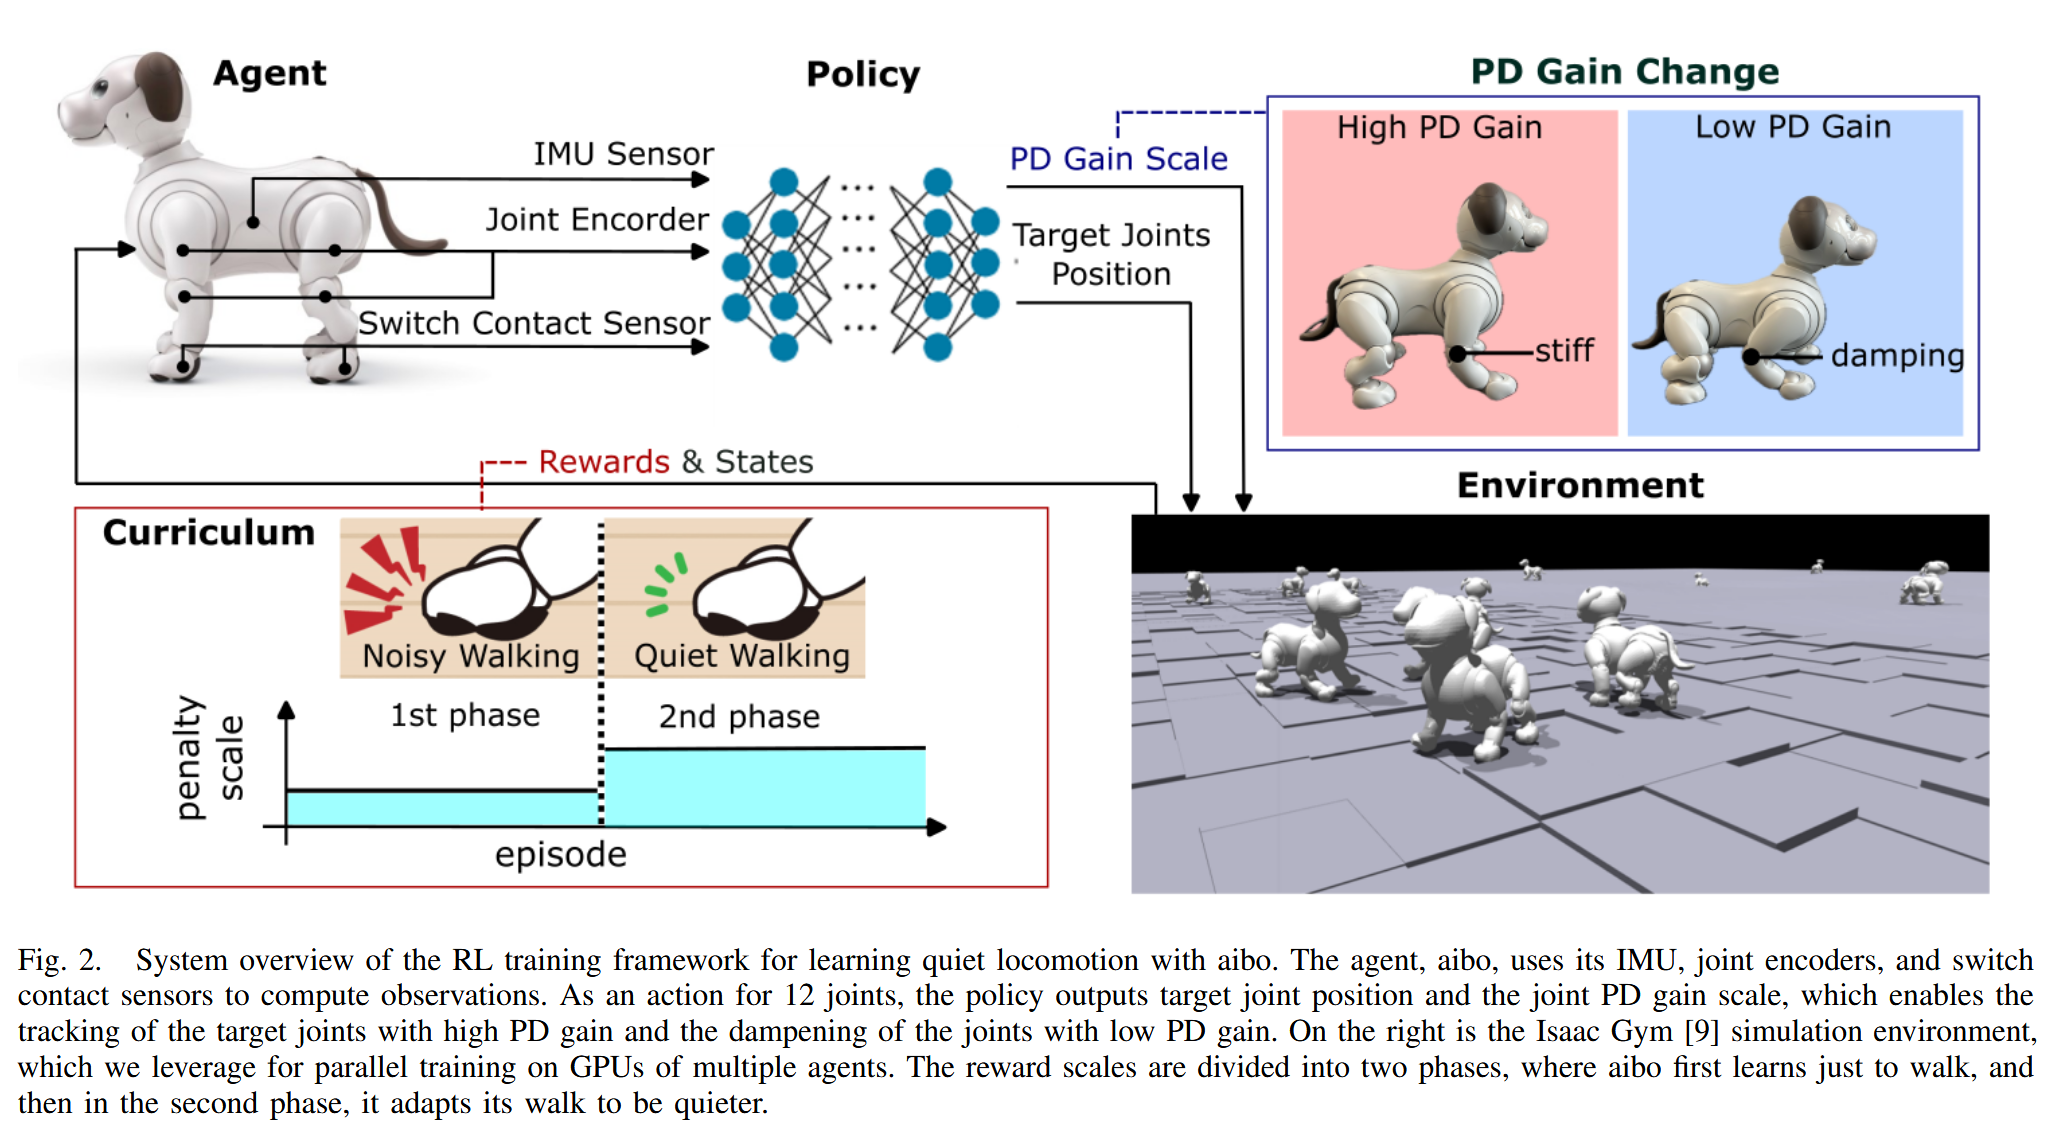 Agent
Policy
PD Gain Change
High PD Gain
Low PD Gain
IMU Sensor
PD Gain Scale
Joint Encorder
Target Joints
Position
Switch Contact Sensor
stiff
damping
Rewards & States
Environment
Curriculum
Noisy Walking
Quiet Walking
1st phase
2nd phase
penalty
scale
episode
Fig. 2. System overview of the RL training framework for learning quiet locomotion with aibo. The agent, aibo, uses its IMU, joint encoders, and switch
contact sensors to compute observations. As an action for 12 joints, the policy outputs target joint position and the joint PD gain scale, which enables the
tracking of the target joints with high PD gain and the dampening of the joints with low PD gain. On the right is the Isaac Gym [9] simulation environment,
which we leverage for parallel training on GPUs of multiple agents. The reward scales are divided into two phases, where aibo first learns just to walk, and
then in the second phase, it adapts its walk to be quieter.